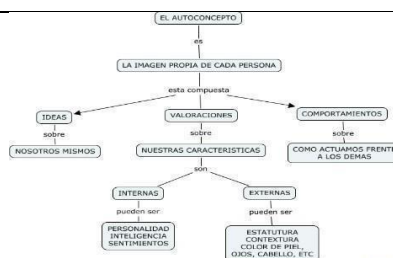 EL AUTOCONCEPTO
es
LA IMAGEN PROPIA DE CADA PERSONA
esta compuesta
IDEAS
VALORACIONES
COMPORTAMIENTOS
sobre
sobre
sobre
NOSOTROS MISMOS
NUESTRAS CARACTERISTICAS
COMO ACTUAMOS FRENTE
A LOS DEMAS
son
INTERNAS
EXTERNAS
pueden ser
pueden ser
PERSONALIDAD
INTELIGENCIA
SENTIMIENTOS
ESTATUTURA
CONTEXTURA
COLOR DE PIEL,
OJOS, CABELLO, ETC